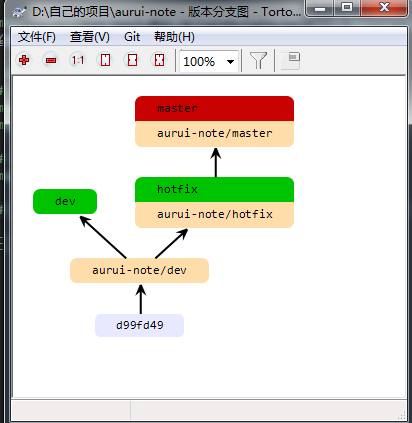 D:\自己的项目\aurui-note - 版本分支图 - Torto
文件(F) 查看(V) Git 帮助(H)
1:1 100%
master
aurui-note/master
hotfix
dev
aurui-note/hotfix
aurui-note/dev
d99fd49